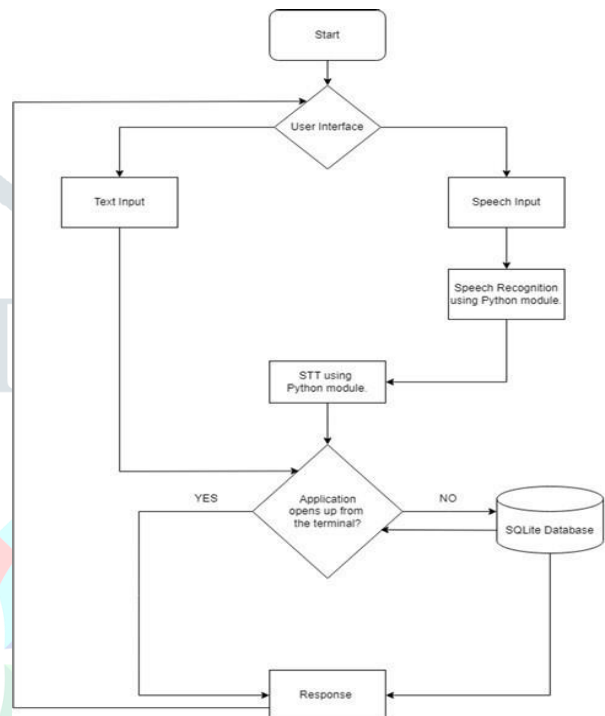 Start
User Interface
Text Input
Speech Input
Speech Recognition
using Python module.
STT using
Python module.
YES
Application
opens up from
the terminal?
NO
SQLite Database
Response